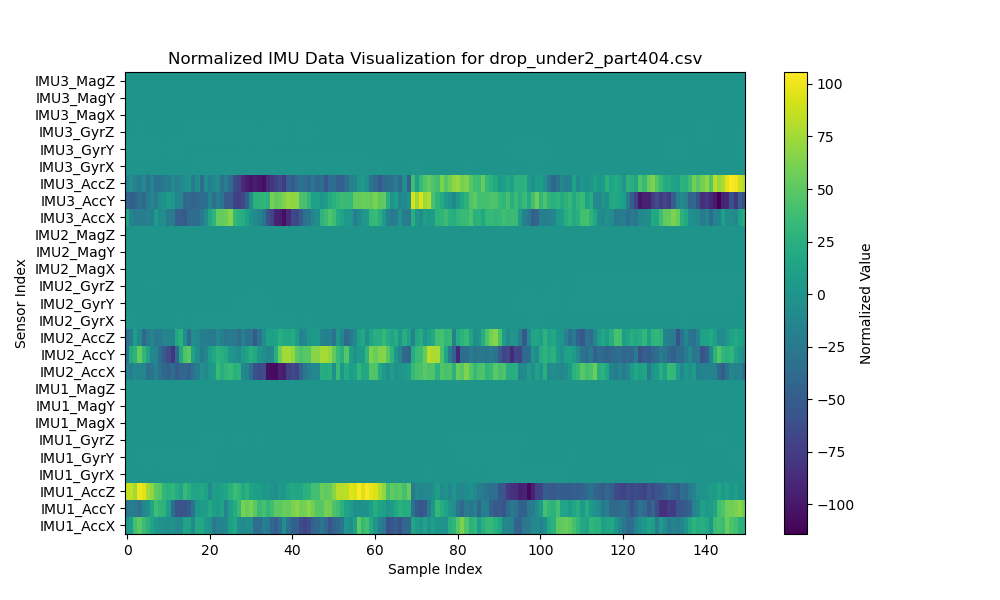 Normalized IMU Data Visualization for drop_under2_part404.csv
IMU3_MagZ
IMU3_MagY
IMU3_MagX
IMU3_GyrZ
IMU3_GyrY
IMU3_GyrX
IMU3_AccZ
IMU3_AccY
IMU3_AccX
IMU2_MagZ
IMU2_MagY
IMU2_MagX
IMU2_GyrZ
IMU2_GyrY
IMU2_GyrX
IMU2_AccZ
IMU2_AccY
IMU2_AccX
IMU1_MagZ
IMU1_MagY
IMU1_MagX
IMU1_GyrZ
IMU1_GyrY
IMU1_GyrX
IMU1_AccZ
IMU1_AccY
IMU1_AccX
Sensor Index
0 20 40 60 80 100 120 140
Sample Index
100
75
50
25
0
−25
−50
−75
−100
Normalized Value